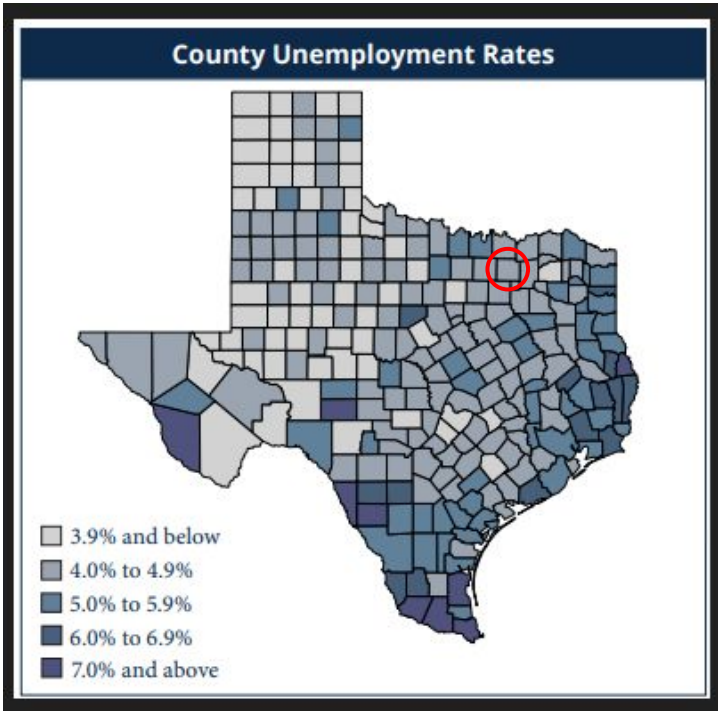 County Unemployment Rates
3.9% and below
4.0% to 4.9%
5.0% to 5.9%
6.0% to 6.9%
7.0% and above